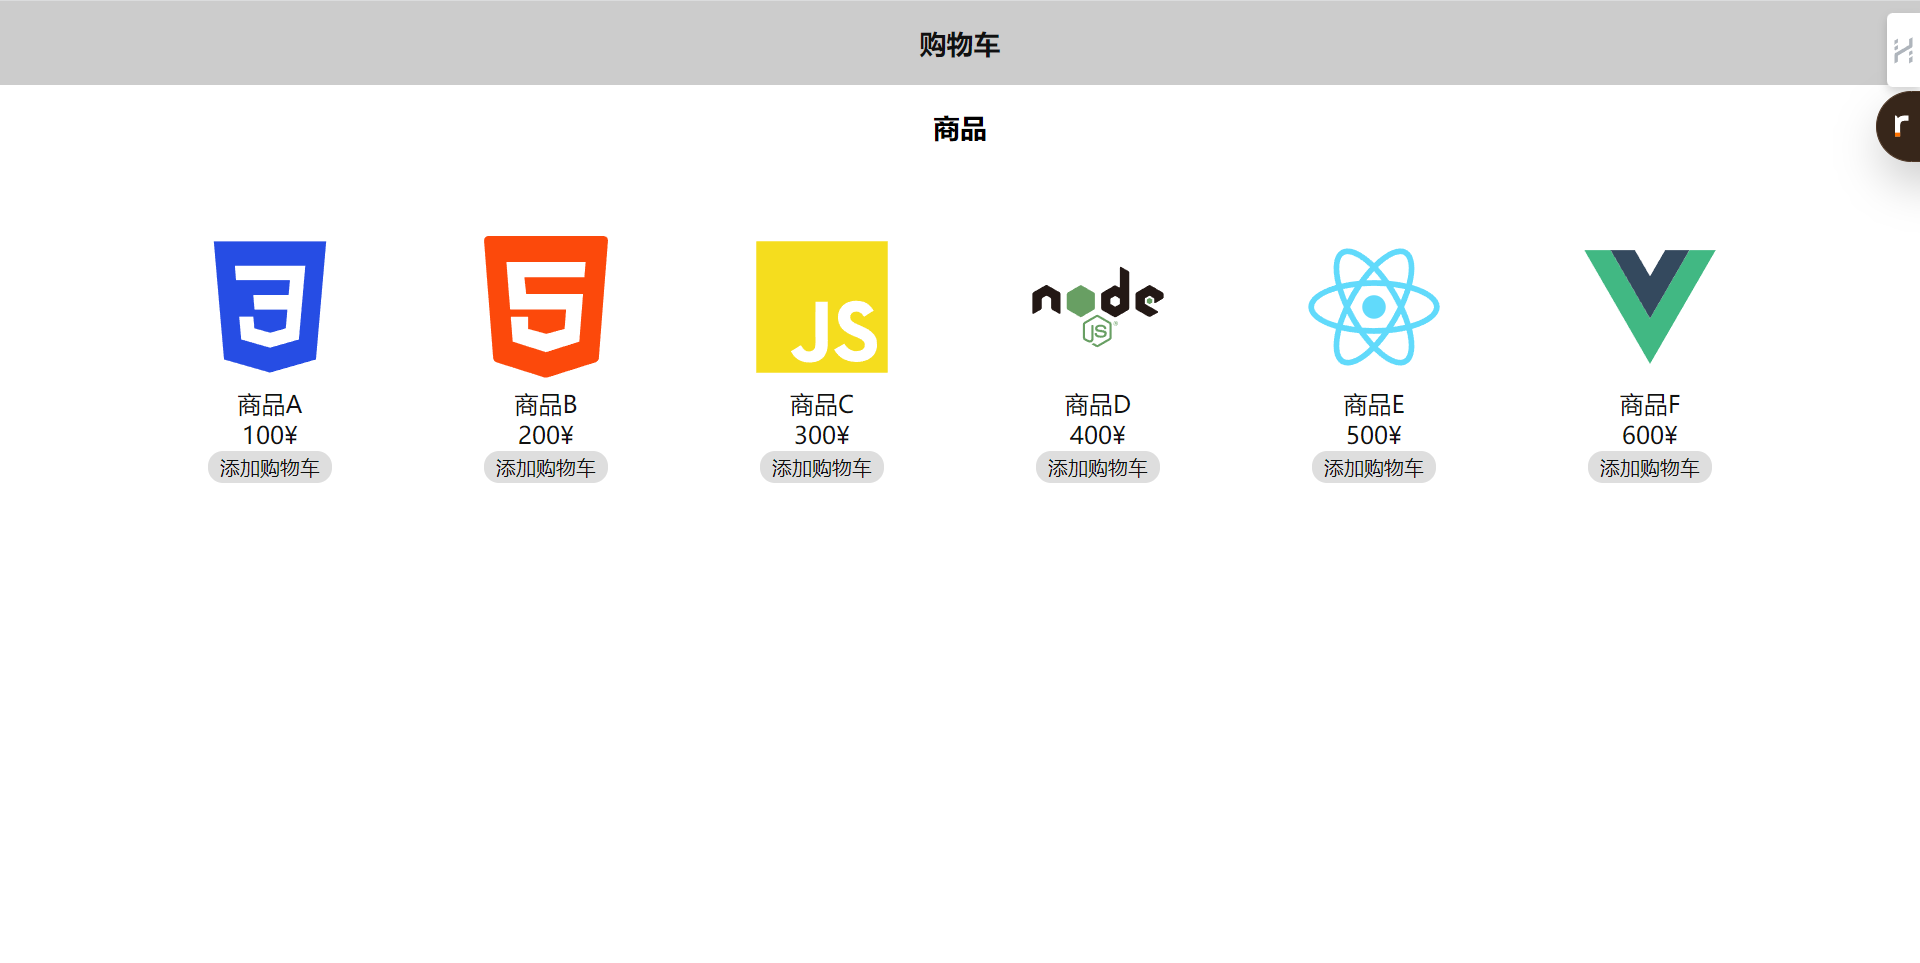 购物车
商品
JS
node
JS
商品A
100¥
添加购物车
商品B
200¥
添加购物车
商品C
300¥
添加购物车
商品D
400¥
添加购物车
商品E
500¥
添加购物车
商品F
600¥
添加购物车
r